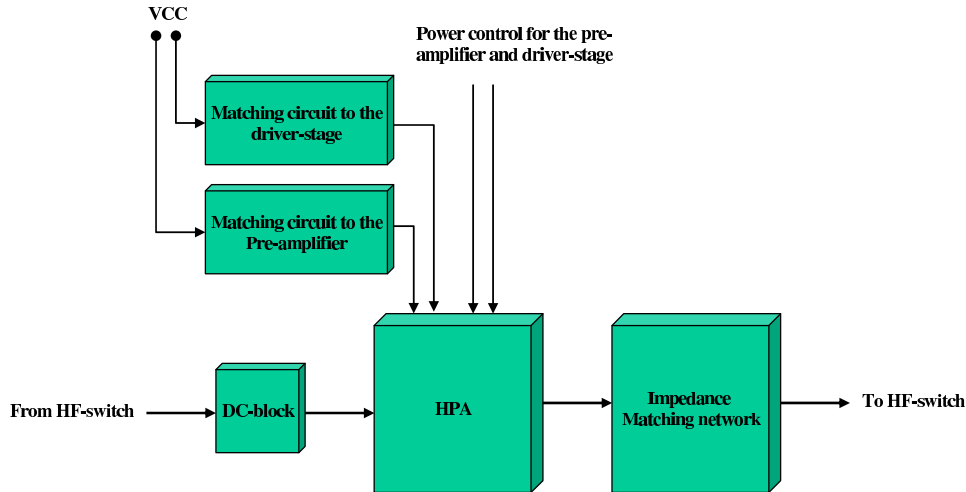 VCC
Power control for the pre-
amplifier and driver-stage
Matching circuit to the
driver-stage
Matching circuit to the
Pre-amplifier
From HF-switch
DC-block
HPA
Impedance
Matching network
To HF-switch